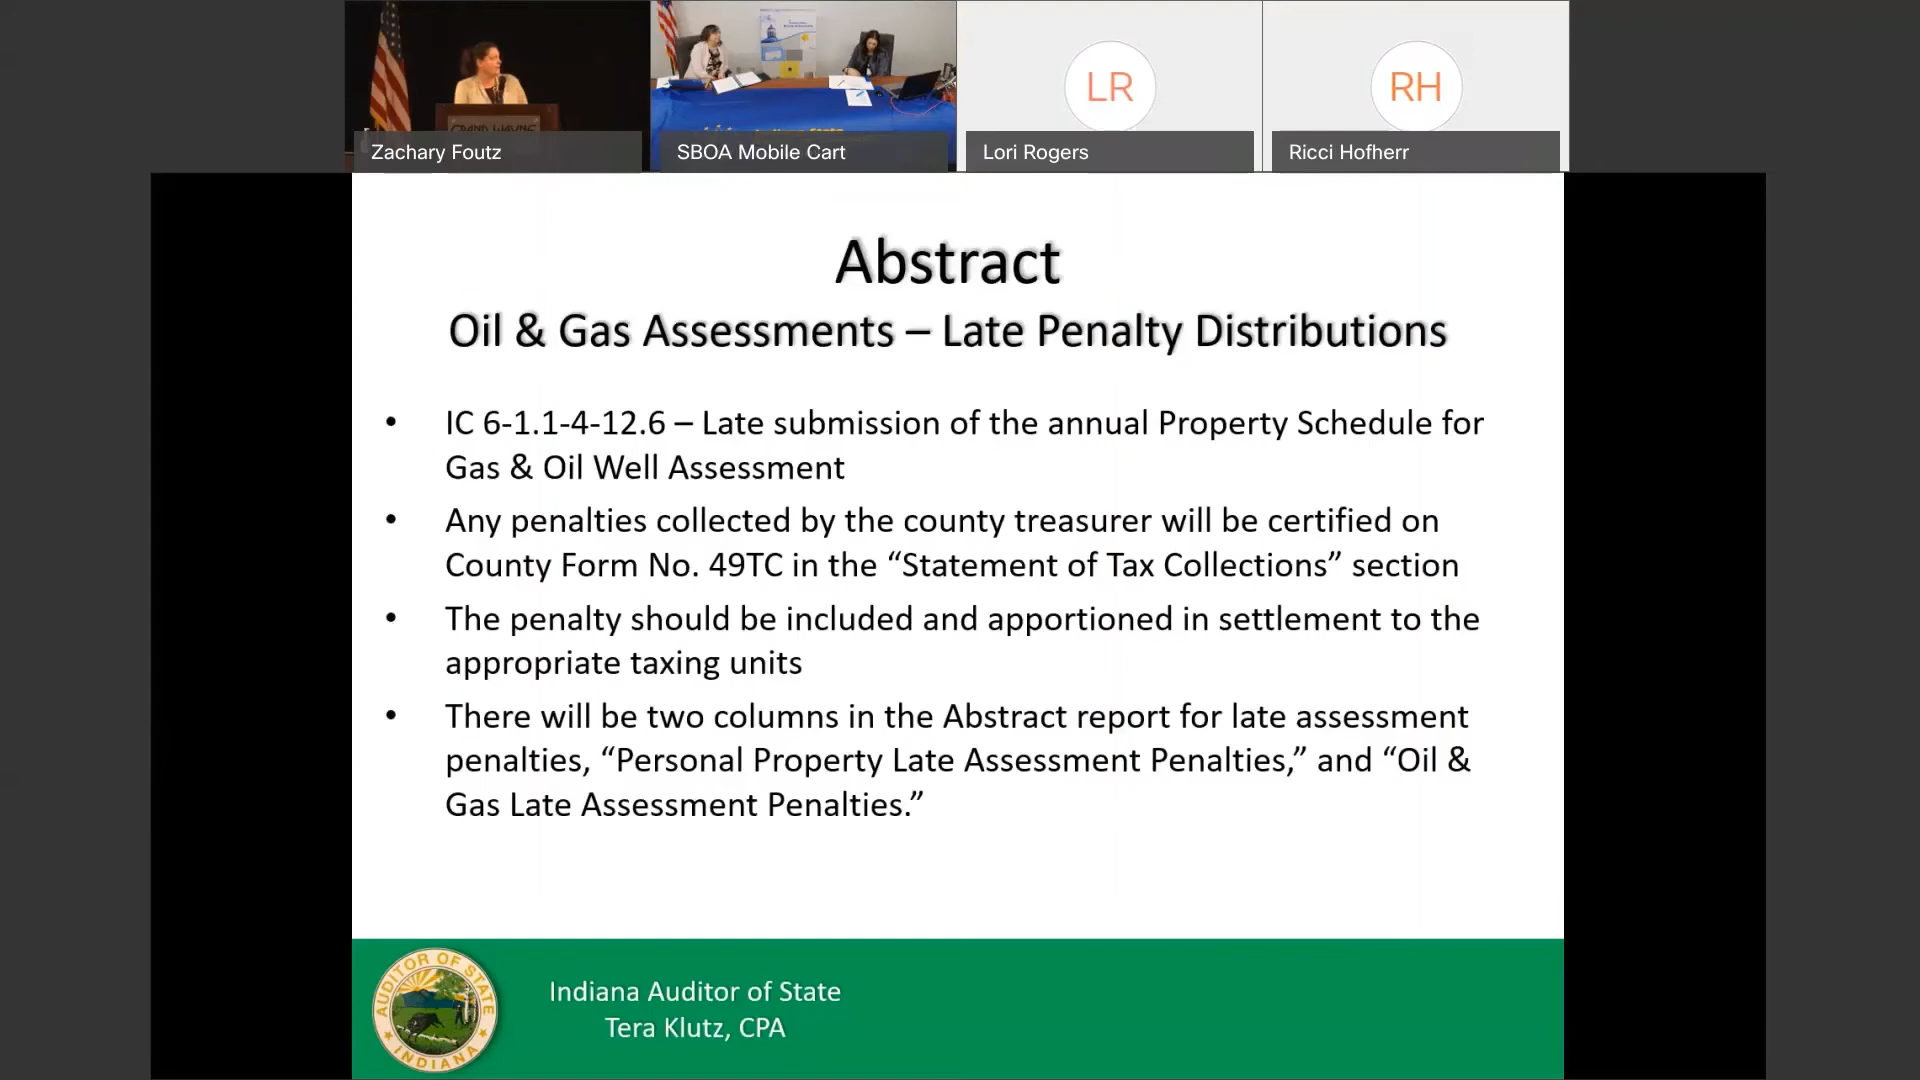 GRAND WAYNE
Zachary Foutz
SBOA Mobile Cart
LR
Lori Rogers
RH
Ricci Hofherr
Abstract
Oil & Gas Assessments – Late Penalty Distributions
• IC 6-1.1-4-12.6 – Late submission of the annual Property Schedule for
Gas & Oil Well Assessment
• Any penalties collected by the county treasurer will be certified on
County Form No. 49TC in the “Statement of Tax Collections” section
• The penalty should be included and apportioned in settlement to the
appropriate taxing units
• There will be two columns in the Abstract report for late assessment
penalties, “Personal Property Late Assessment Penalties,” and “Oil &
Gas Late Assessment Penalties.”
AUDITOR OF STATE
INDIANA
Indiana Auditor of State
Tera Klutz, CPA